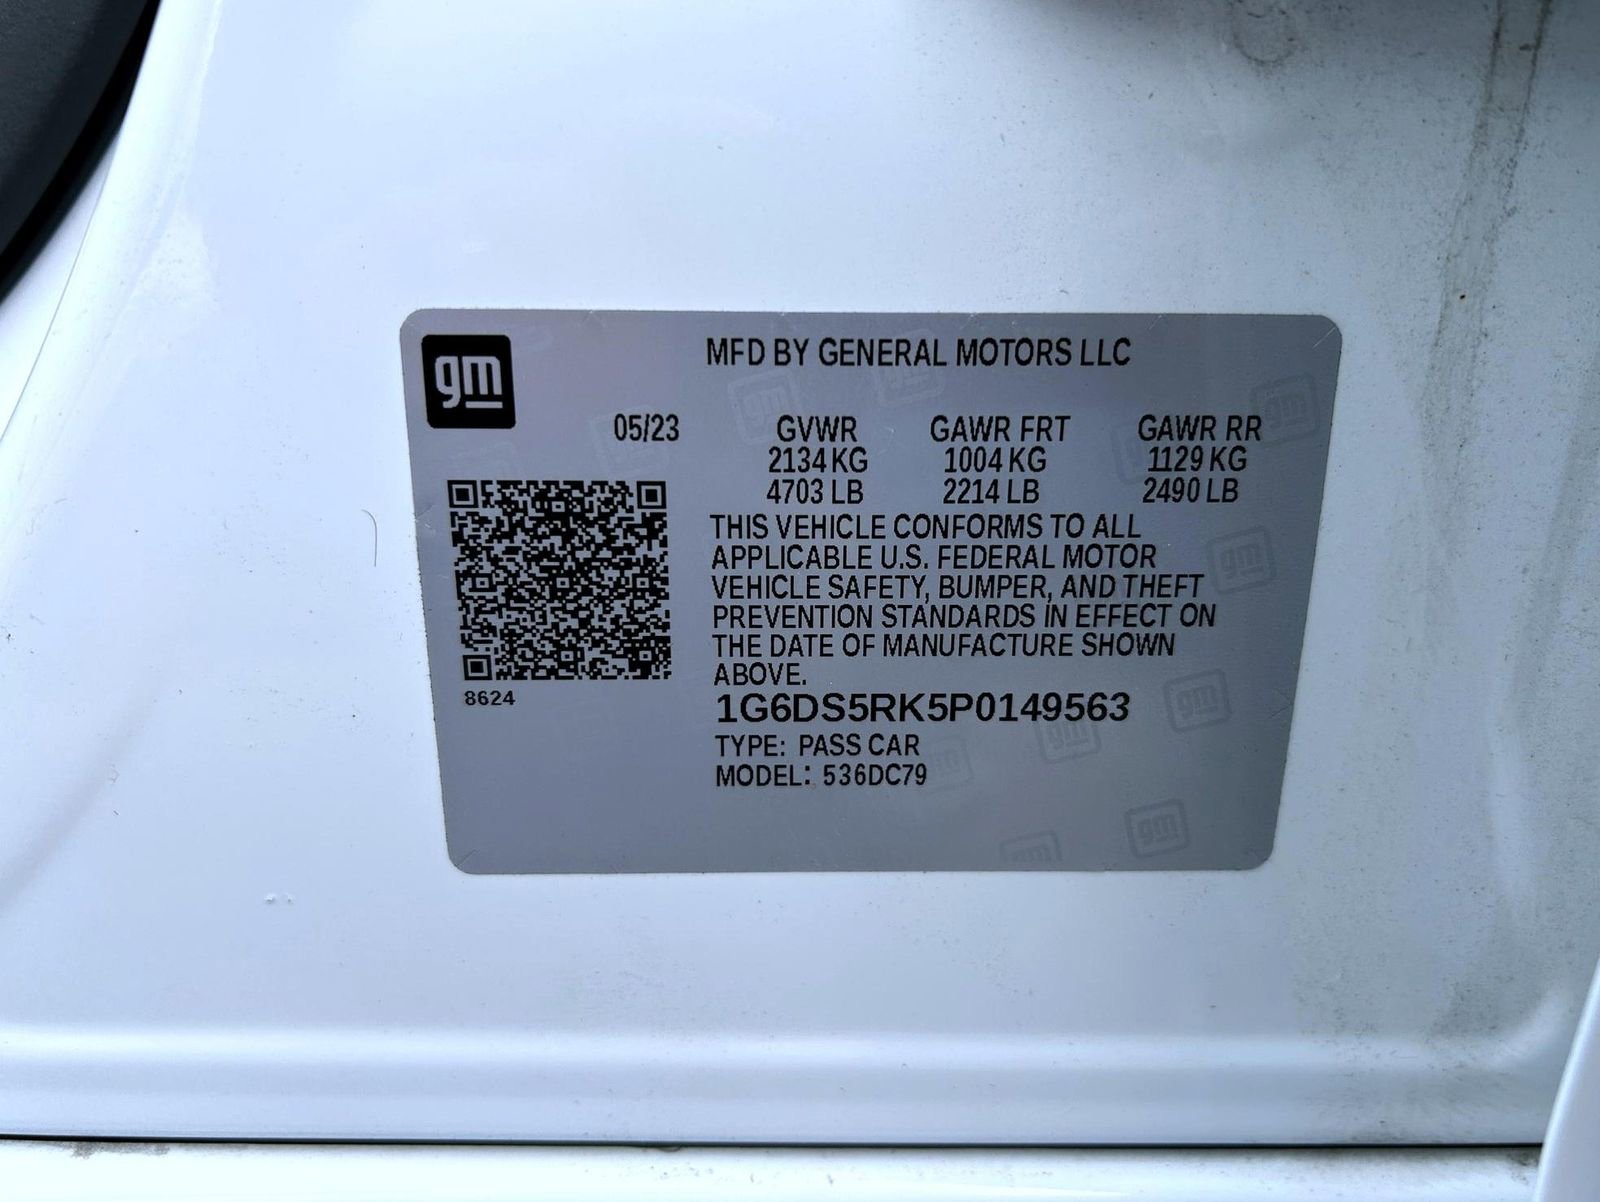 gm
MFD BY GENERAL MOTORS LLC
05/23 GVWR GAWR FRT GAWR RR
2134 KG 1004 KG 1129 KG
4703 LB 2214 LB 2490 LB
THIS VEHICLE CONFORMS TO ALL
APPLICABLE U.S. FEDERAL MOTOR
VEHICLE SAFETY, BUMPER, AND THEFT
PREVENTION STANDARDS IN EFFECT ON
THE DATE OF MANUFACTURE SHOWN
ABOVE.
8624
1G6DS5RK5P0149563
TYPE: PASS CAR
MODEL: 536DC79